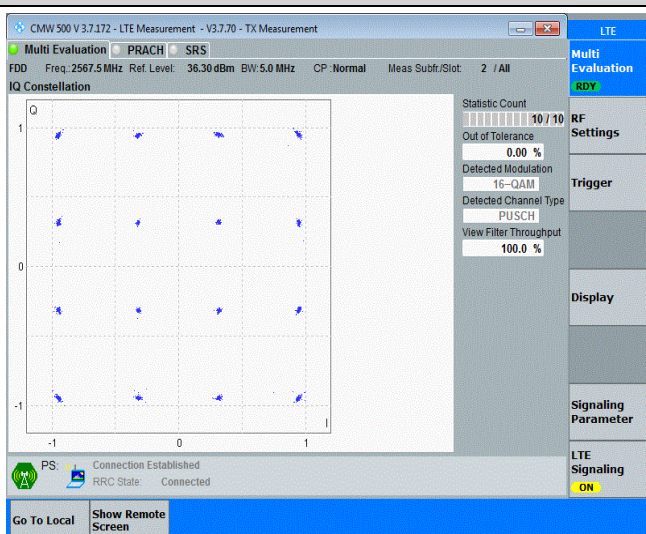 CMW 500 V 3.7.172 - LTE Measurement - V3.7.70 - TX Measurement
LTE
Multi Evaluation PRACH SRS
FDD Freq.:2567.5 MHz Ref. Level: 36.30 dBm BW:5.0 MHz CP :Normal Meas Subfr./Slot: 2 / All
IQ Constellation
Multi
Evaluation
RDY
Q
1
0
-1
-1 0 1
I
Statistic Count
10 / 10
Out of Tolerance
0.00 %
Detected Modulation
16-QAM
Detected Channel Type
PUSCH
View Filter Throughput
100.0 %
RF
Settings
Trigger
Display
Signaling
Parameter
LTE
Signaling
ON
PS: Connection Established
RRC State: Connected
Go To Local
Show Remote
Screen